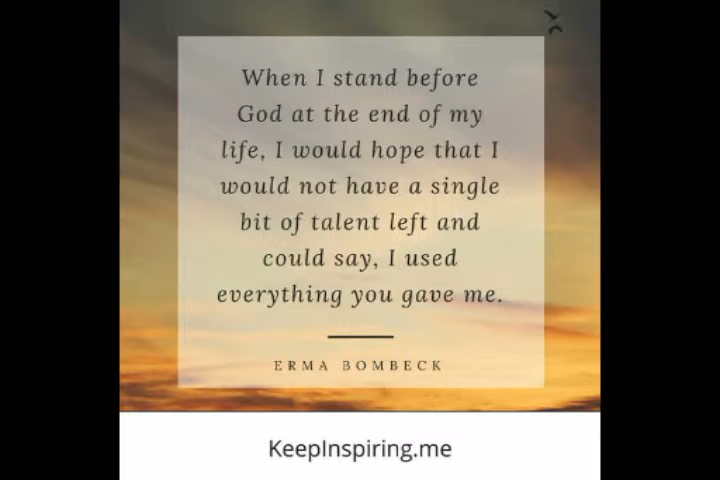 When I stand before
God at the end of my
life, I would hope that I
would not have a single
bit of talent left and
could say, I used
everything you gave me.
ERMA BOMBECK
KeepInspiring.me